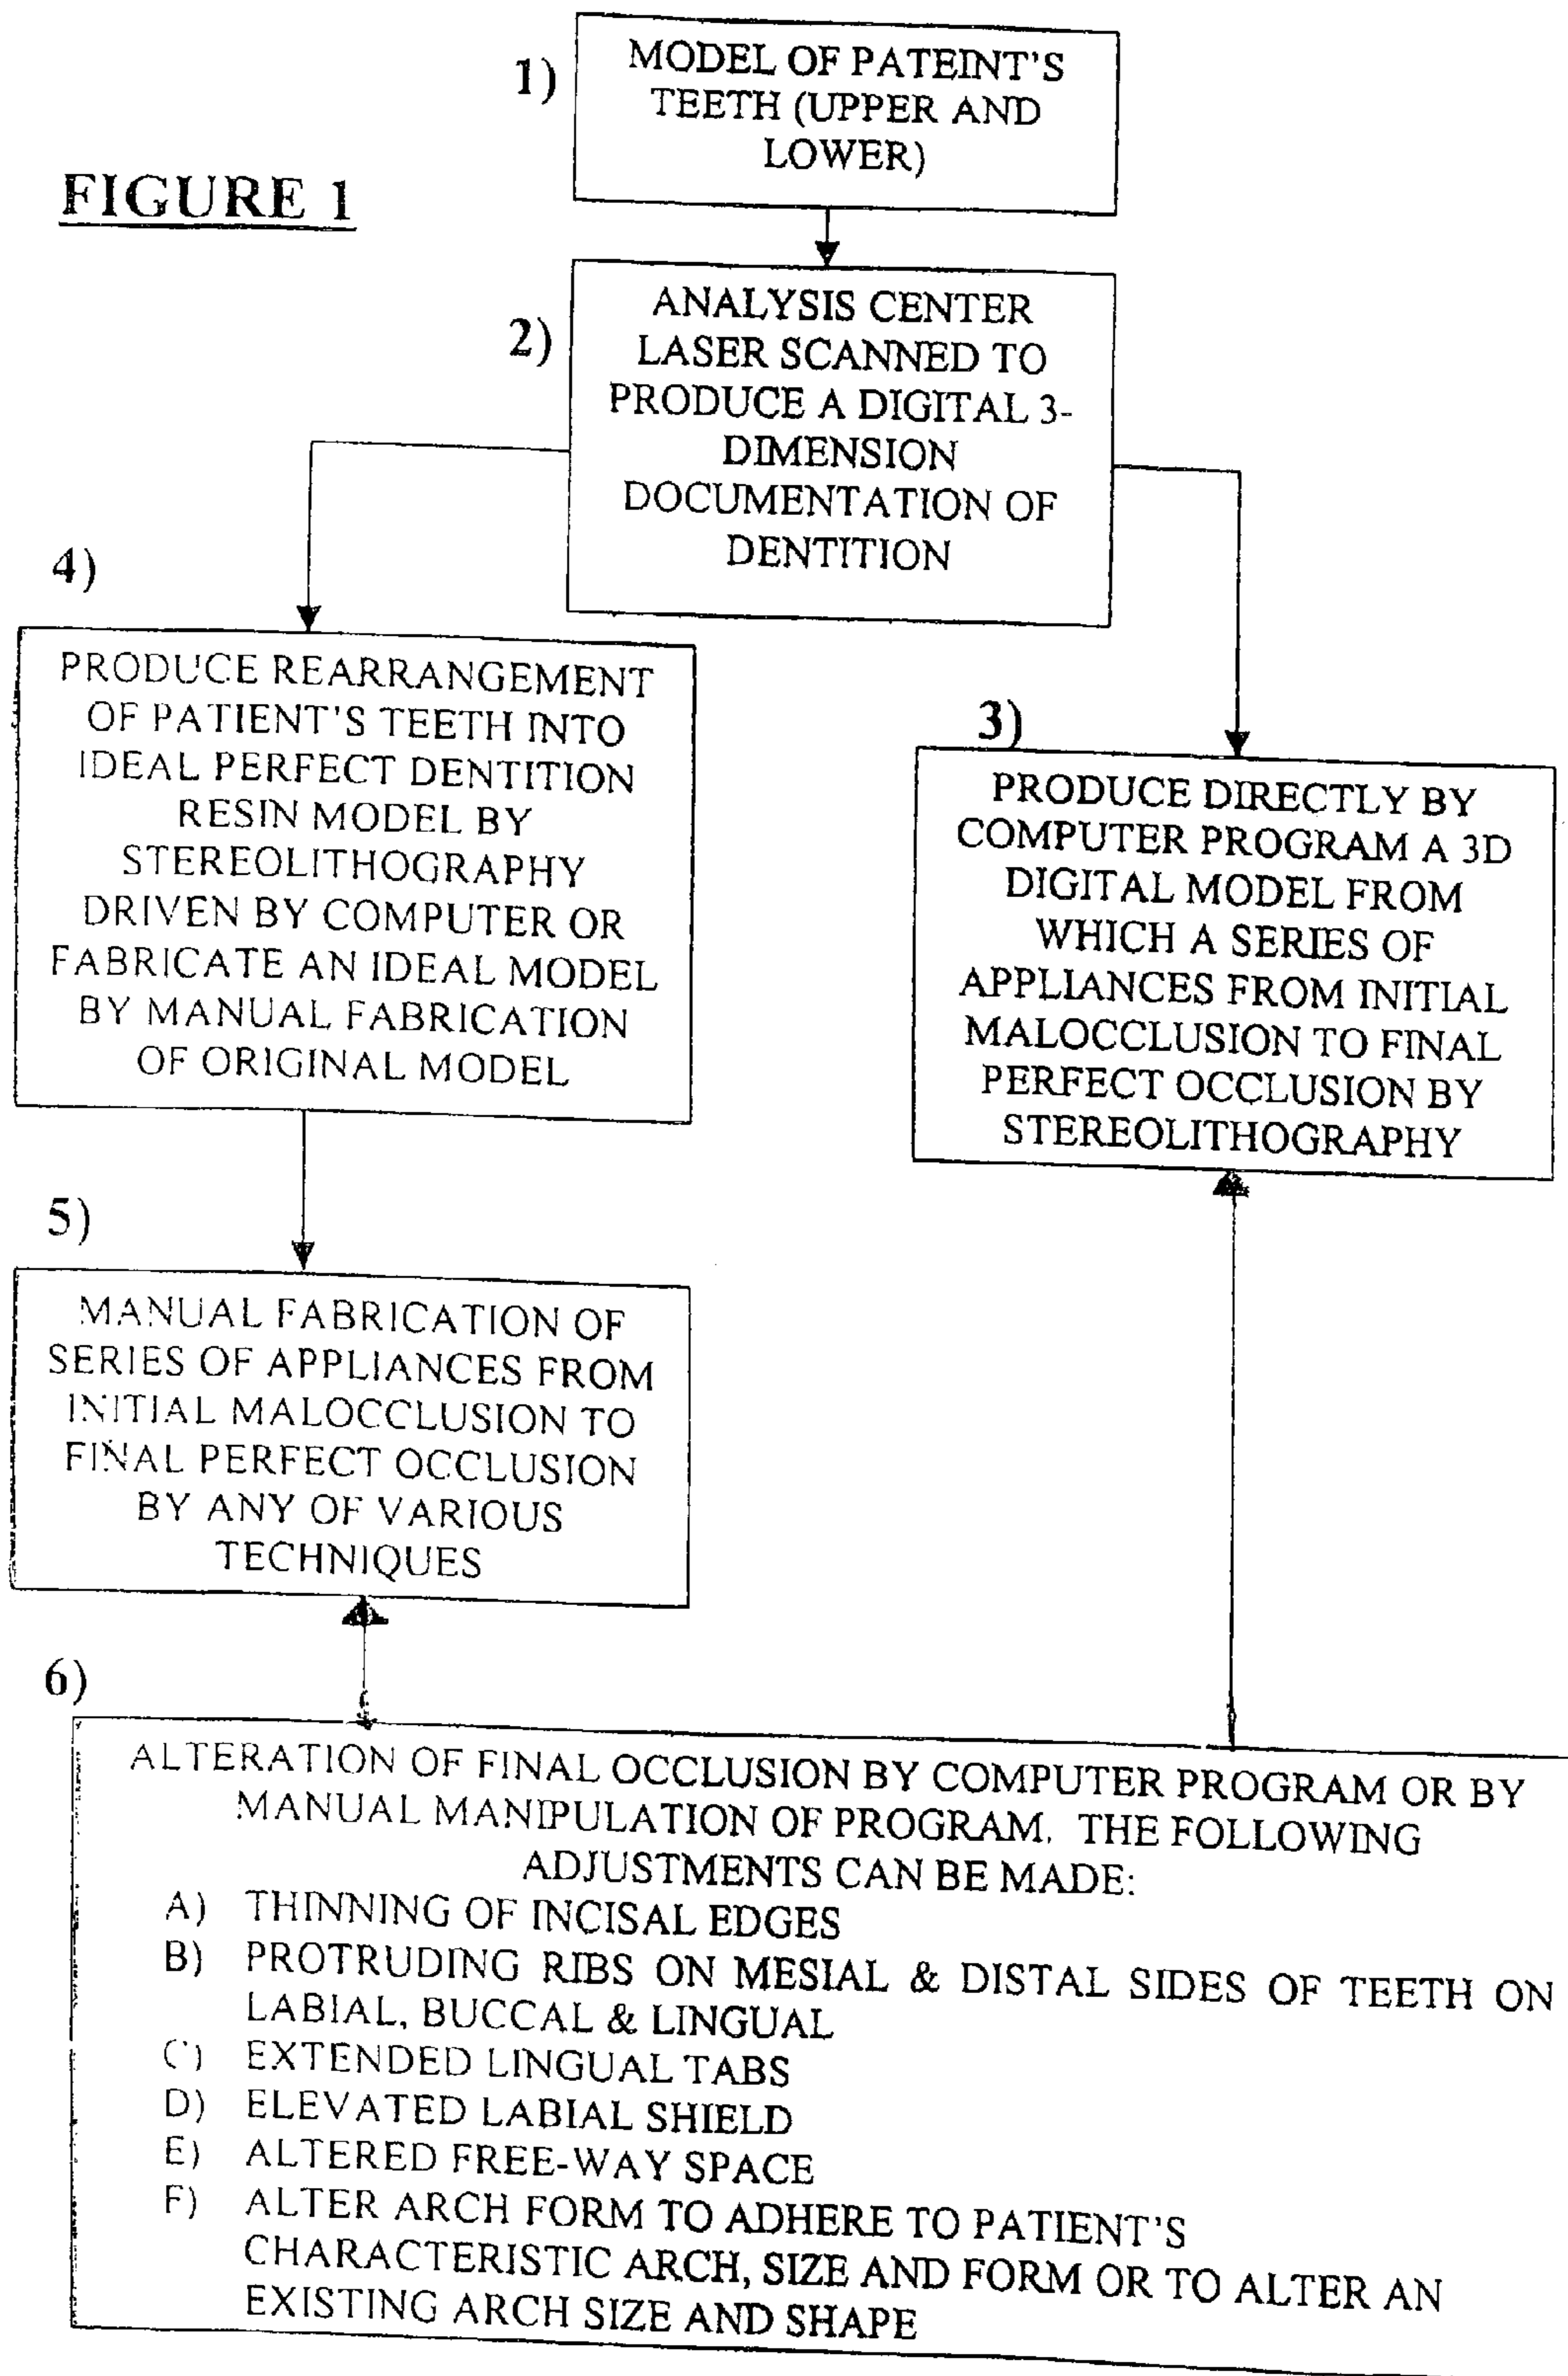 FIGURE 1
1)
MODEL OF PATEINT'S
TEETH (UPPER AND
LOWER)
2)
ANALYSIS CENTER
LASER SCANNED TO
PRODUCE A DIGITAL 3-
DIMENSION
DOCUMENTATION OF
DENTITION
4)
PRODUCE REARRANGEMENT
OF PATIENT'S TEETH INTO
IDEAL PERFECT DENTITION
RESIN MODEL BY
STEREOLITHOGRAPHY
DRIVEN BY COMPUTER OR
FABRICATE AN IDEAL MODEL
BY MANUAL FABRICATION
OF ORIGINAL MODEL
3)
PRODUCE DIRECTLY BY
COMPUTER PROGRAM A 3D
DIGITAL MODEL FROM
WHICH A SERIES OF
APPLIANCES FROM INITIAL
MALOCCLUSION TO FINAL
PERFECT OCCLUSION BY
STEREOLITHOGRAPHY
5)
MANUAL FABRICATION OF
SERIES OF APPLIANCES FROM
INITIAL MALOCCLUSION TO
FINAL PERFECT OCCLUSION
BY ANY OF VARIOUS
TECHNIQUES
6)
ALTERATION OF FINAL OCCLUSION BY COMPUTER PROGRAM OR BY
MANUAL MANIPULATION OF PROGRAM. THE FOLLOWING
ADJUSTMENTS CAN BE MADE:
A) THINNING OF INCISAL EDGES
B) PROTRUDING RIBS ON MESIAL & DISTAL SIDES OF TEETH ON
LABIAL, BUCCAL & LINGUAL
C) EXTENDED LINGUAL TABS
D) ELEVATED LABIAL SHIELD
E) ALTERED FREE-WAY SPACE
F) ALTER ARCH FORM TO ADHERE TO PATIENT'S
CHARACTERISTIC ARCH, SIZE AND FORM OR TO ALTER AN
EXISTING ARCH SIZE AND SHAPE